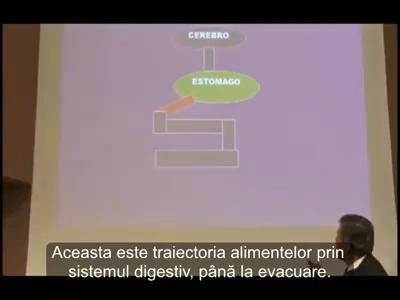 CEREBRO
ESTOMAGO
Aceasta este traiectoria alimentelor prin
sistemul digestiv, până la evacuare.